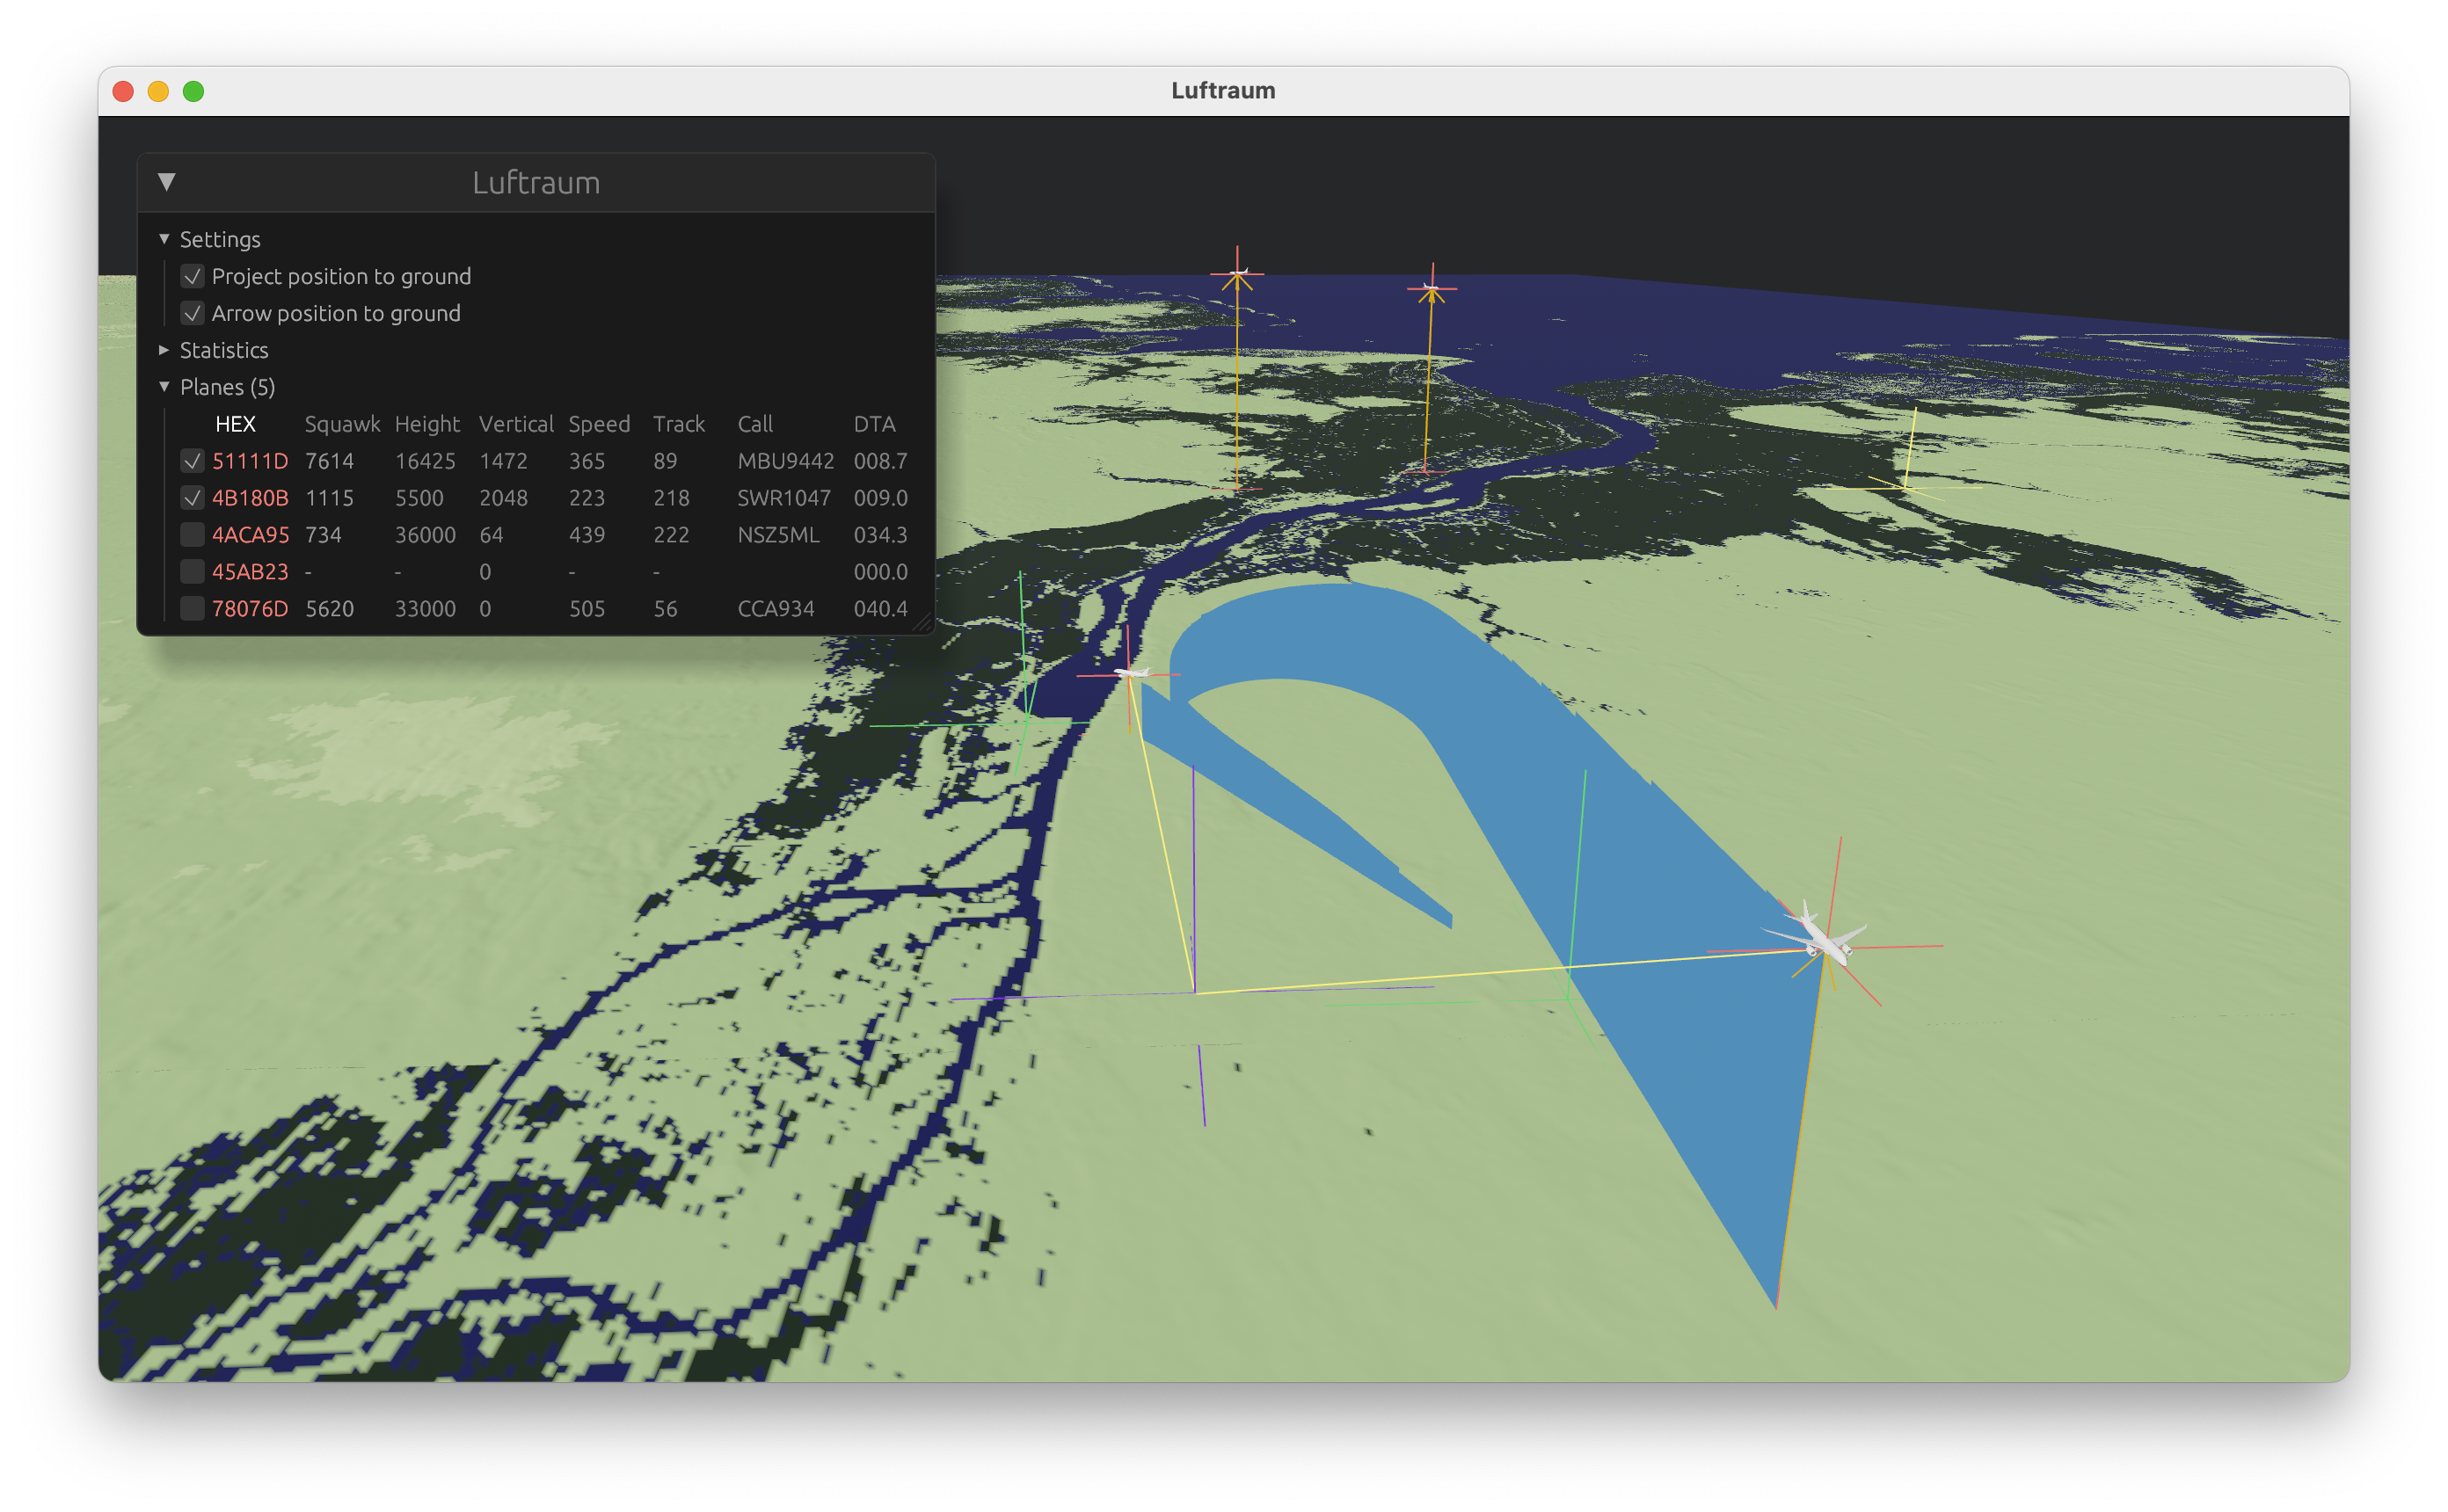 Luftraum
Luftraum
Settings
Project position to ground
Arrow position to ground
Statistics
Planes (5)
HEX Squawk Height Vertical Speed Track Call DTA
51111D 7614 16425 1472 365 89 MBU9442 008.7
4B180B 1115 5500 2048 223 218 SWR1047 009.0
4ACA95 734 36000 64 439 222 NSZ5ML 034.3
45AB23 - - 0 - - 000.0
78076D 5620 33000 0 505 56 CCA934 040.4